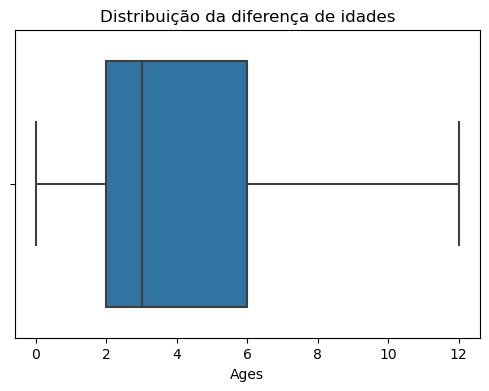 Distribuição da diferença de idades
0 2 4 6 8 10 12
Ages